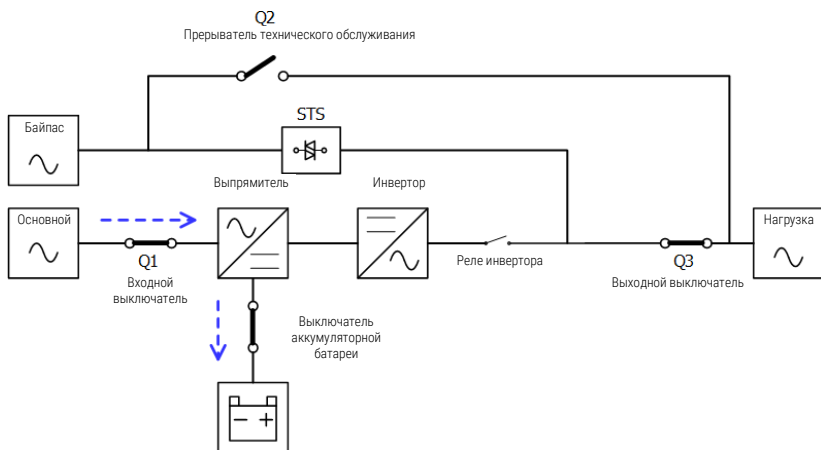 Q2
Прерыватель технического обслуживания
STS
Байпас
Выпрямитель
Инвертор
Основной
Нагрузка
Q1
Входной
выключатель
Реле инвертора
Q3
Выходной выключатель
Выключатель
аккумуляторной
батареи